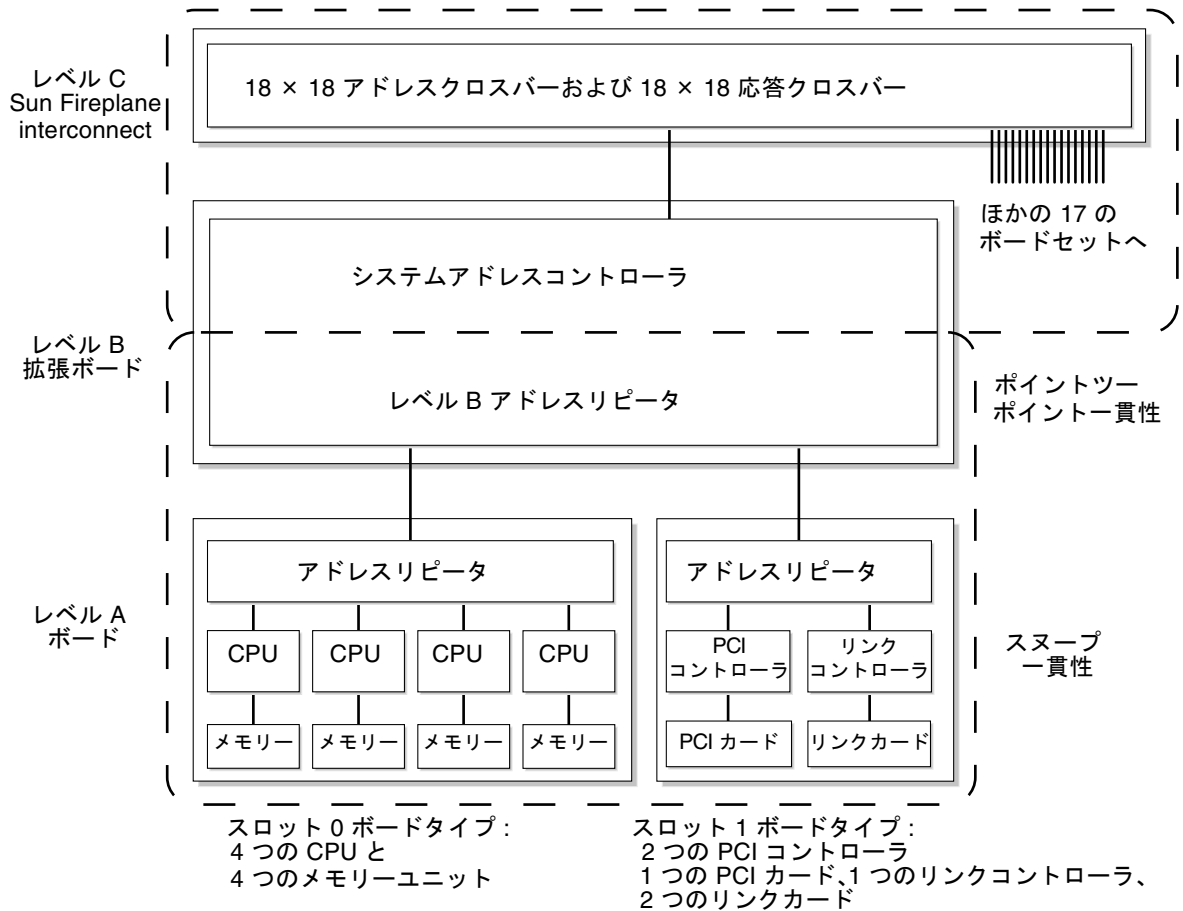 レベル C
Sun Fireplane
interconnect
18 × 18 アドレスクロスバーおよび 18 × 18 応答クロスバー
ほかの 17 の
ボードセットへ
システムアドレスコントローラ
レベル B
拡張ボード
レベル B アドレスリピータ
ポイントツー
ポイント一貫性
レベル A
ボード
アドレスリピータ
アドレスリピータ
CPU
CPU
CPU
CPU
PCI
コントローラ
リンク
コントローラ
スヌープ
一貫性
メモリー
メモリー
メモリー
メモリー
PCI カード
リンクカード
スロット 0 ボードタイプ :
4 つの CPU と
4 つのメモリーユニット
スロット 1 ボードタイプ :
2 つの PCI コントローラ
1 つの PCI カード、1 つのリンクコントローラ、
2 つのリンクカード